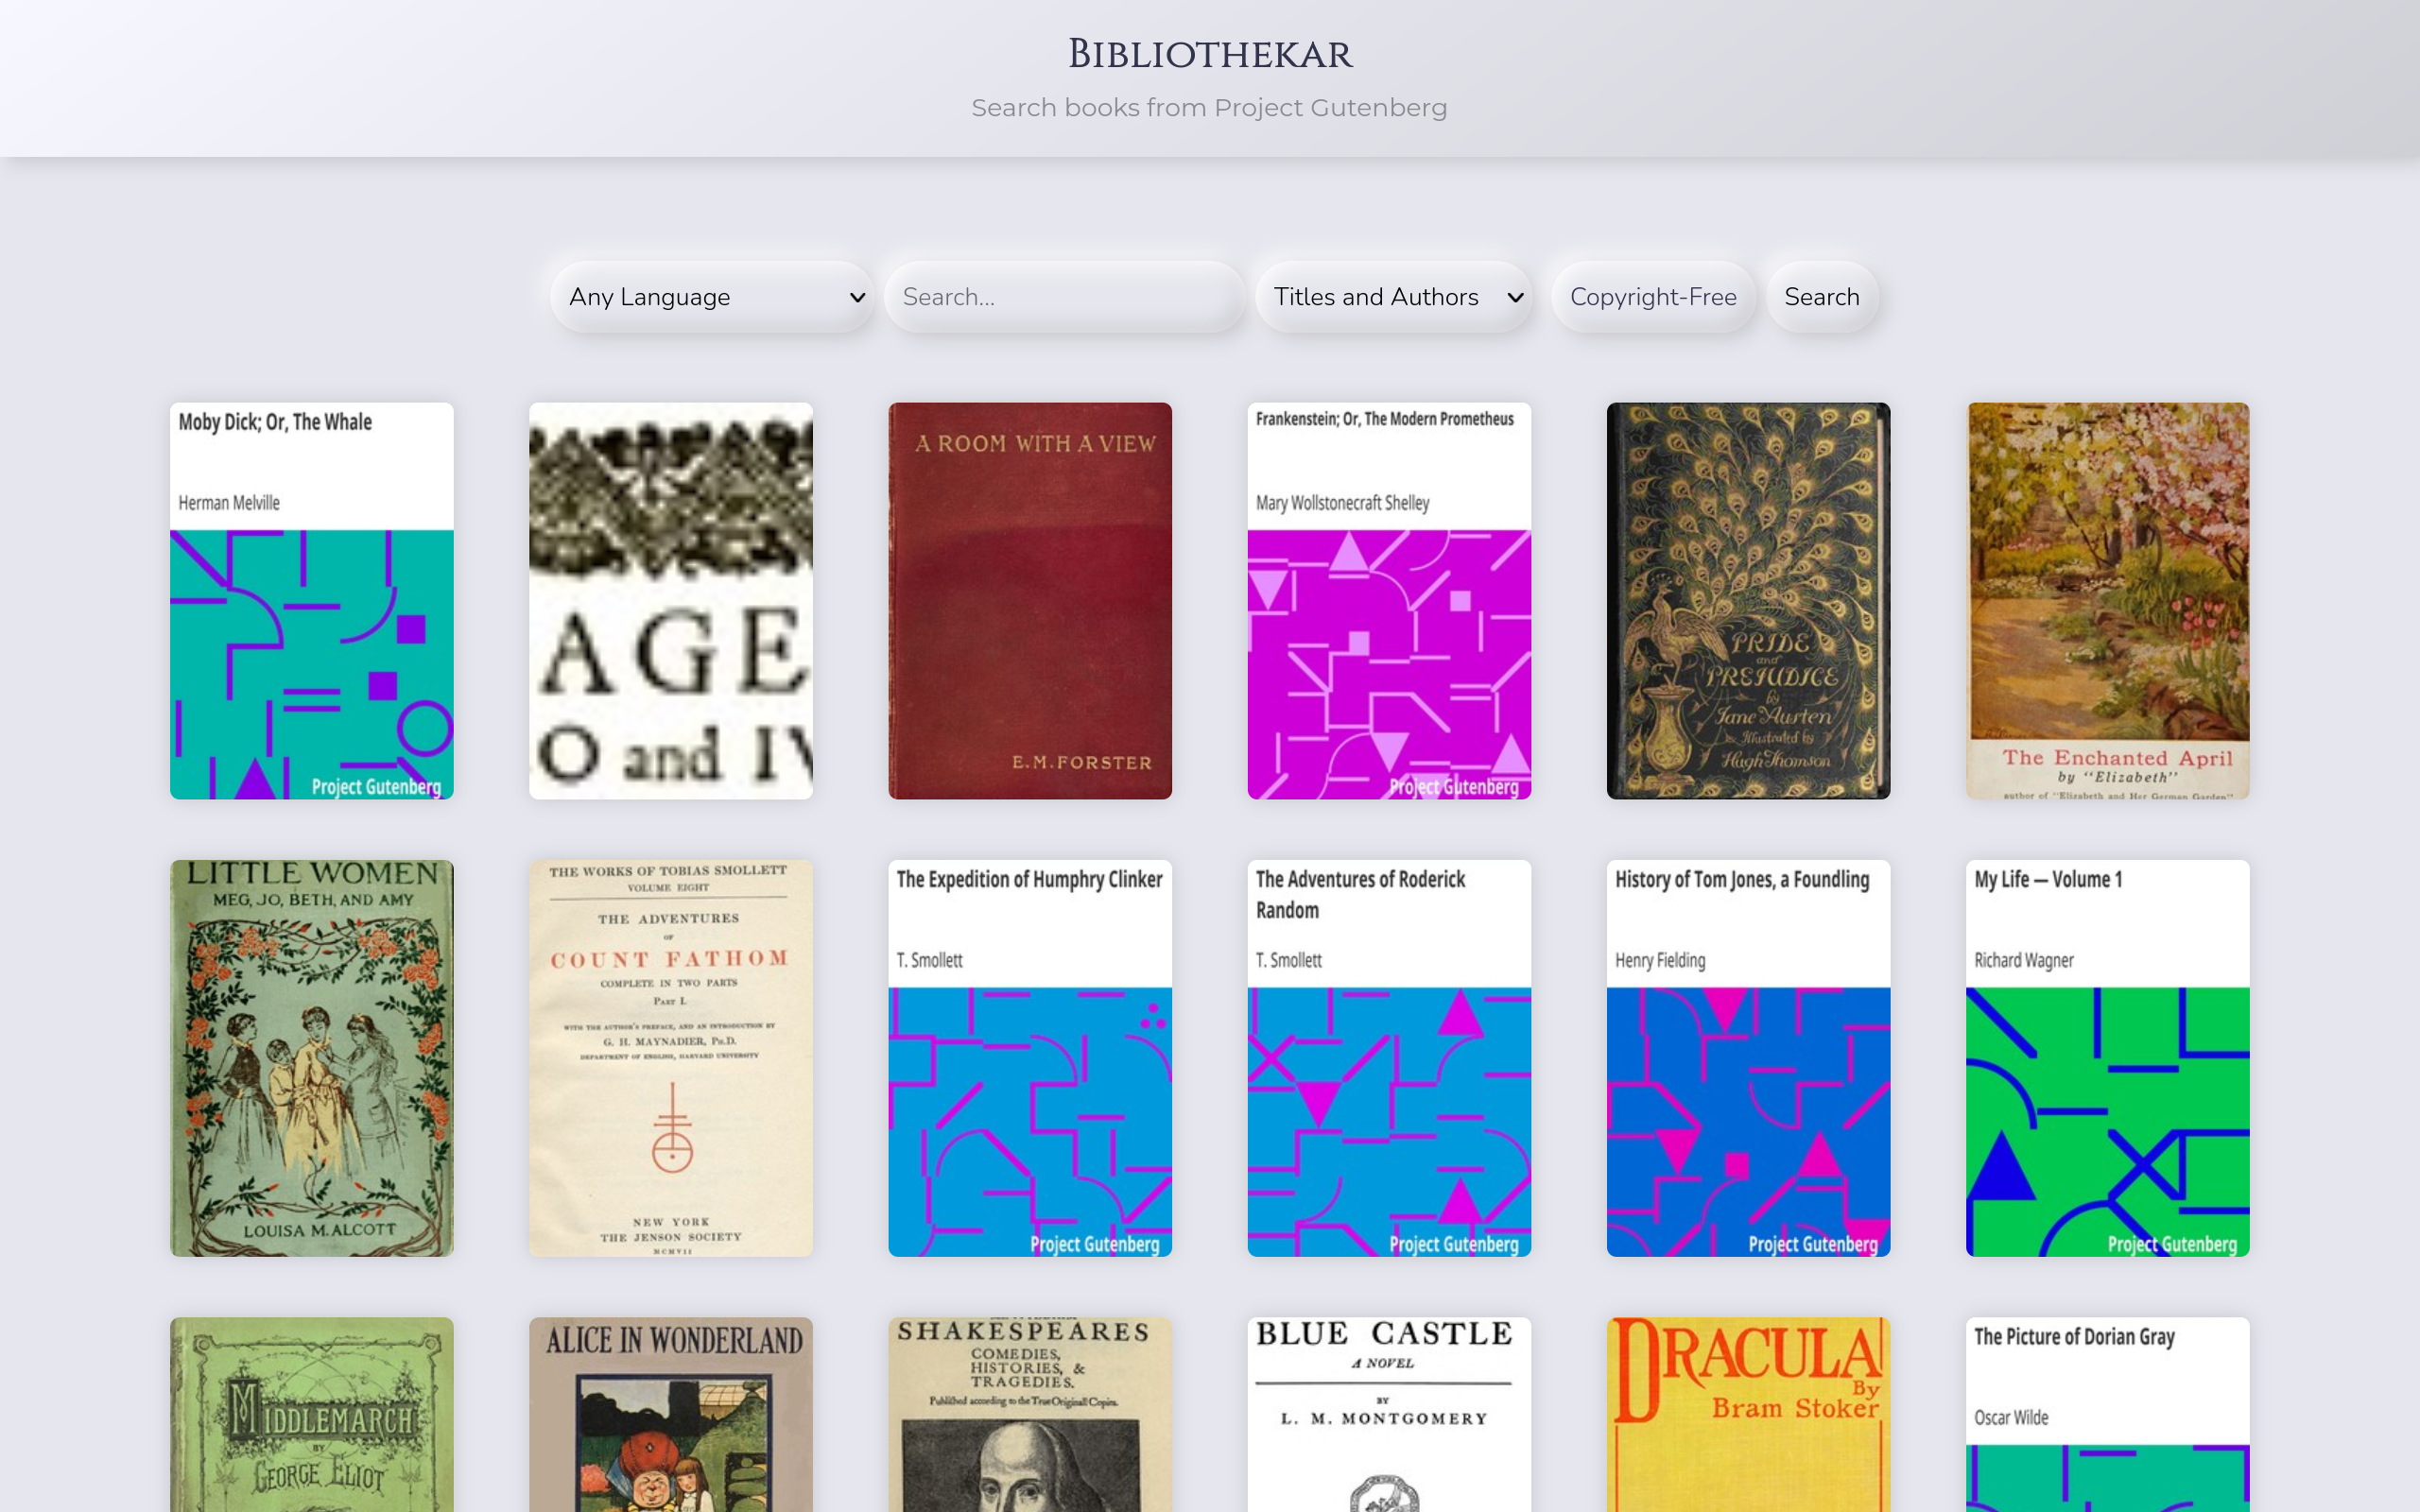 BIBLIOTHEKAR
Search books from Project Gutenberg
Any Language
Search...
Titles and Authors
Copyright-Free
Search
Moby Dick; Or, The Whale
Herman Melville
Project Gutenberg
AGE
O and
A ROOM WITH A VIEW
E.M.FORSTER
Frankenstein; Or, The Modern Prometheus
Mary Wollstonecraft Shelley
Project Gutenberg
PRIDE
and
PREJUDICE
by
Jane Austen
Illustrated by
Hugh Thomson
The Enchanted April
by "Elizabeth"
author of "Elizabeth and Her German Garden"
LITTLE WOMEN
MEG, JO, BETH, AND AMY
LOUISA M. ALCOTT
THE WORKS OF TOBIAS SMOLLETT
VOLUME EIGHT
THE ADVENTURES
OF
COUNT FATHOM
COMPLETE IN TWO PARTS
PART I.
WITH THE AUTHOR'S PREFACE, AND AN INTRODUCTION BY
G. H. MAYNADIER, PH.D.
DEPARTMENT OF ENGLISH, HARVARD UNIVERSITY
NEW YORK
THE JENSON SOCIETY
MCMVII
The Expedition of Humphry Clinker
T. Smollett
Project Gutenberg
The Adventures of Roderick
Random
T. Smollett
Project Gutenberg
History of Tom Jones, a Foundling
Henry Fielding
Project Gutenberg
My Life — Volume 1
Richard Wagner
Project Gutenberg
MIDDLEMARCH
BY
GEORGE ELIOT
ALICE IN WONDERLAND
SHAKESPEARES
COMEDIES,
HISTORIES, &
TRAGEDIES.
Published according to the True Originall Copies.
BLUE CASTLE
A NOVEL
BY
L. M. MONTGOMERY
DRACULA
By
Bram Stoker
The Picture of Dorian Gray
Oscar Wilde